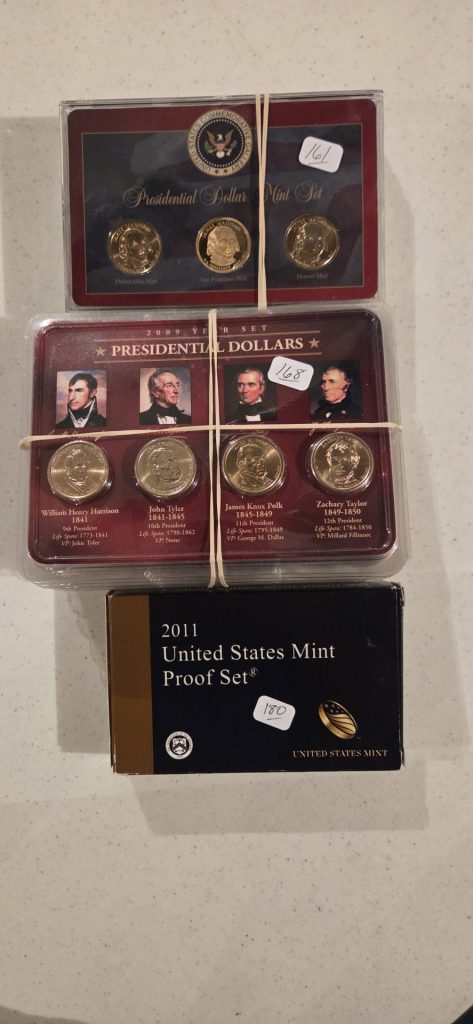 161
Presidential Dollar Mint Set
Philadelphia Mint
San Francisco Mint
Denver Mint
2009 YEAR SET
★ PRESIDENTIAL DOLLARS ★
168
William Henry Harrison
1841
9th President
Life Span: 1773-1841
VP: John Tyler
John Tyler
1841-1845
10th President
Life Span: 1790-1862
VP: None
James Knox Polk
1845-1849
11th President
Life Span: 1795-1849
VP: George M. Dallas
Zachary Taylor
1849-1850
12th President
Life Span: 1784-1850
VP: Millard Fillmore
2011
United States Mint
Proof Set®
180
UNITED STATES MINT